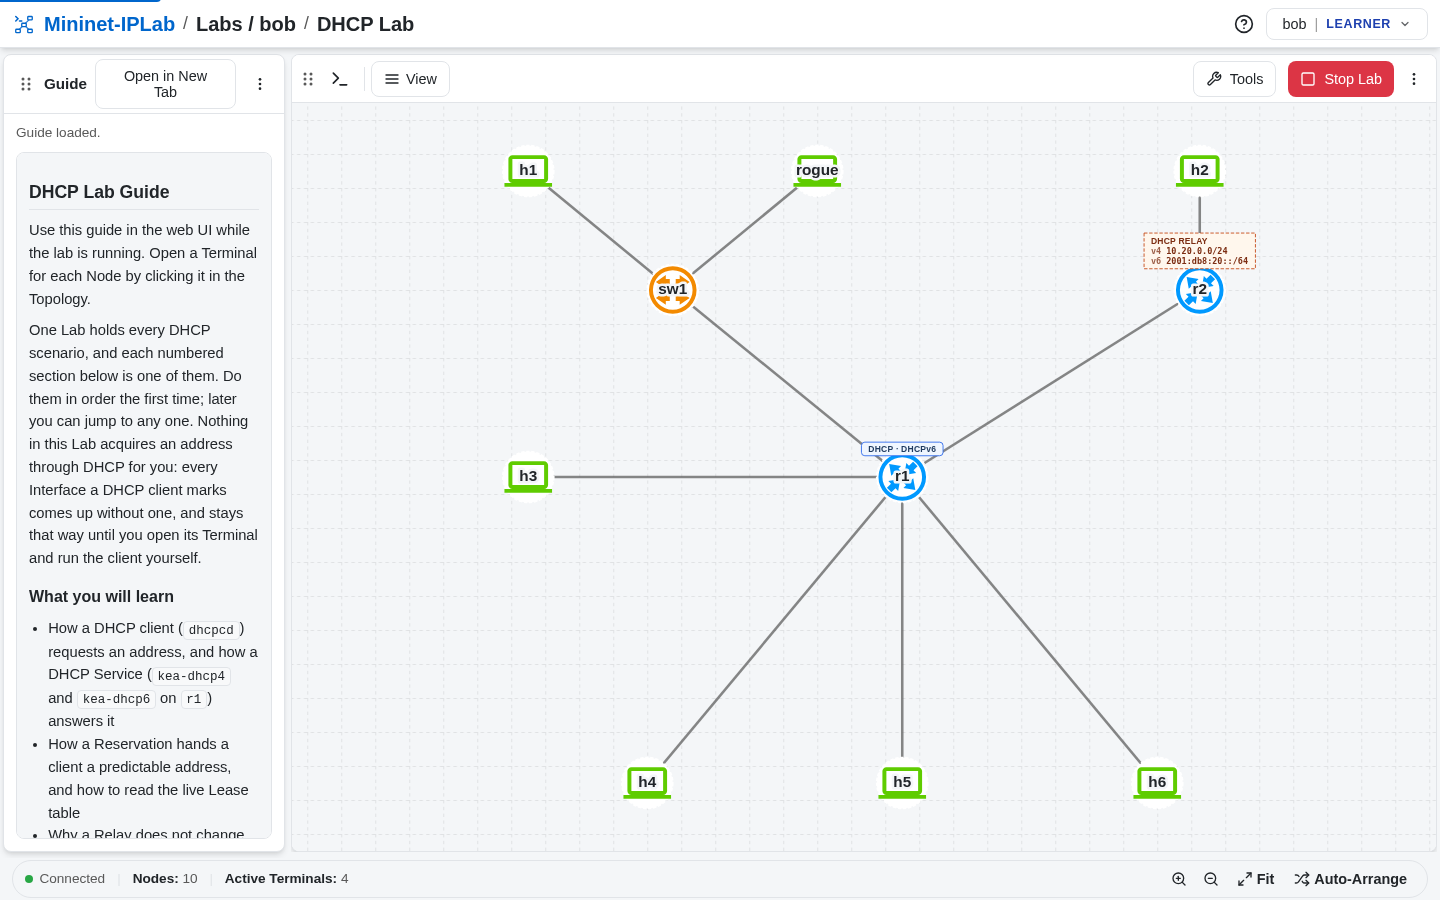 Mininet-IPLab / Labs / bob / DHCP Lab
bob | LEARNER
Guide
Open in New
Tab
View
Tools
Stop Lab
Guide loaded.
DHCP Lab Guide
Use this guide in the web UI while
the lab is running. Open a Terminal
for each Node by clicking it in the
Topology.
One Lab holds every DHCP
scenario, and each numbered
section below is one of them. Do
them in order the first time; later
you can jump to any one. Nothing
in this Lab acquires an address
through DHCP for you: every
Interface a DHCP client marks
comes up without one, and stays
that way until you open its Terminal
and run the client yourself.
What you will learn
• How a DHCP client (dhcpcd)
requests an address, and how a
DHCP Service (kea-dhcp4
and kea-dhcp6 on r1)
answers it
• How a Reservation hands a
client a predictable address,
and how to read the live Lease
table
• Why a Relay does not change
h1
rogue
h2
DHCP RELAY
v4 10.20.0.0/24
v6 2001:db8:20::/64
sw1
r2
DHCP · DHCPv6
h3
r1
h4
h5
h6
Connected
Nodes: 10
Active Terminals: 4
Fit
Auto-Arrange